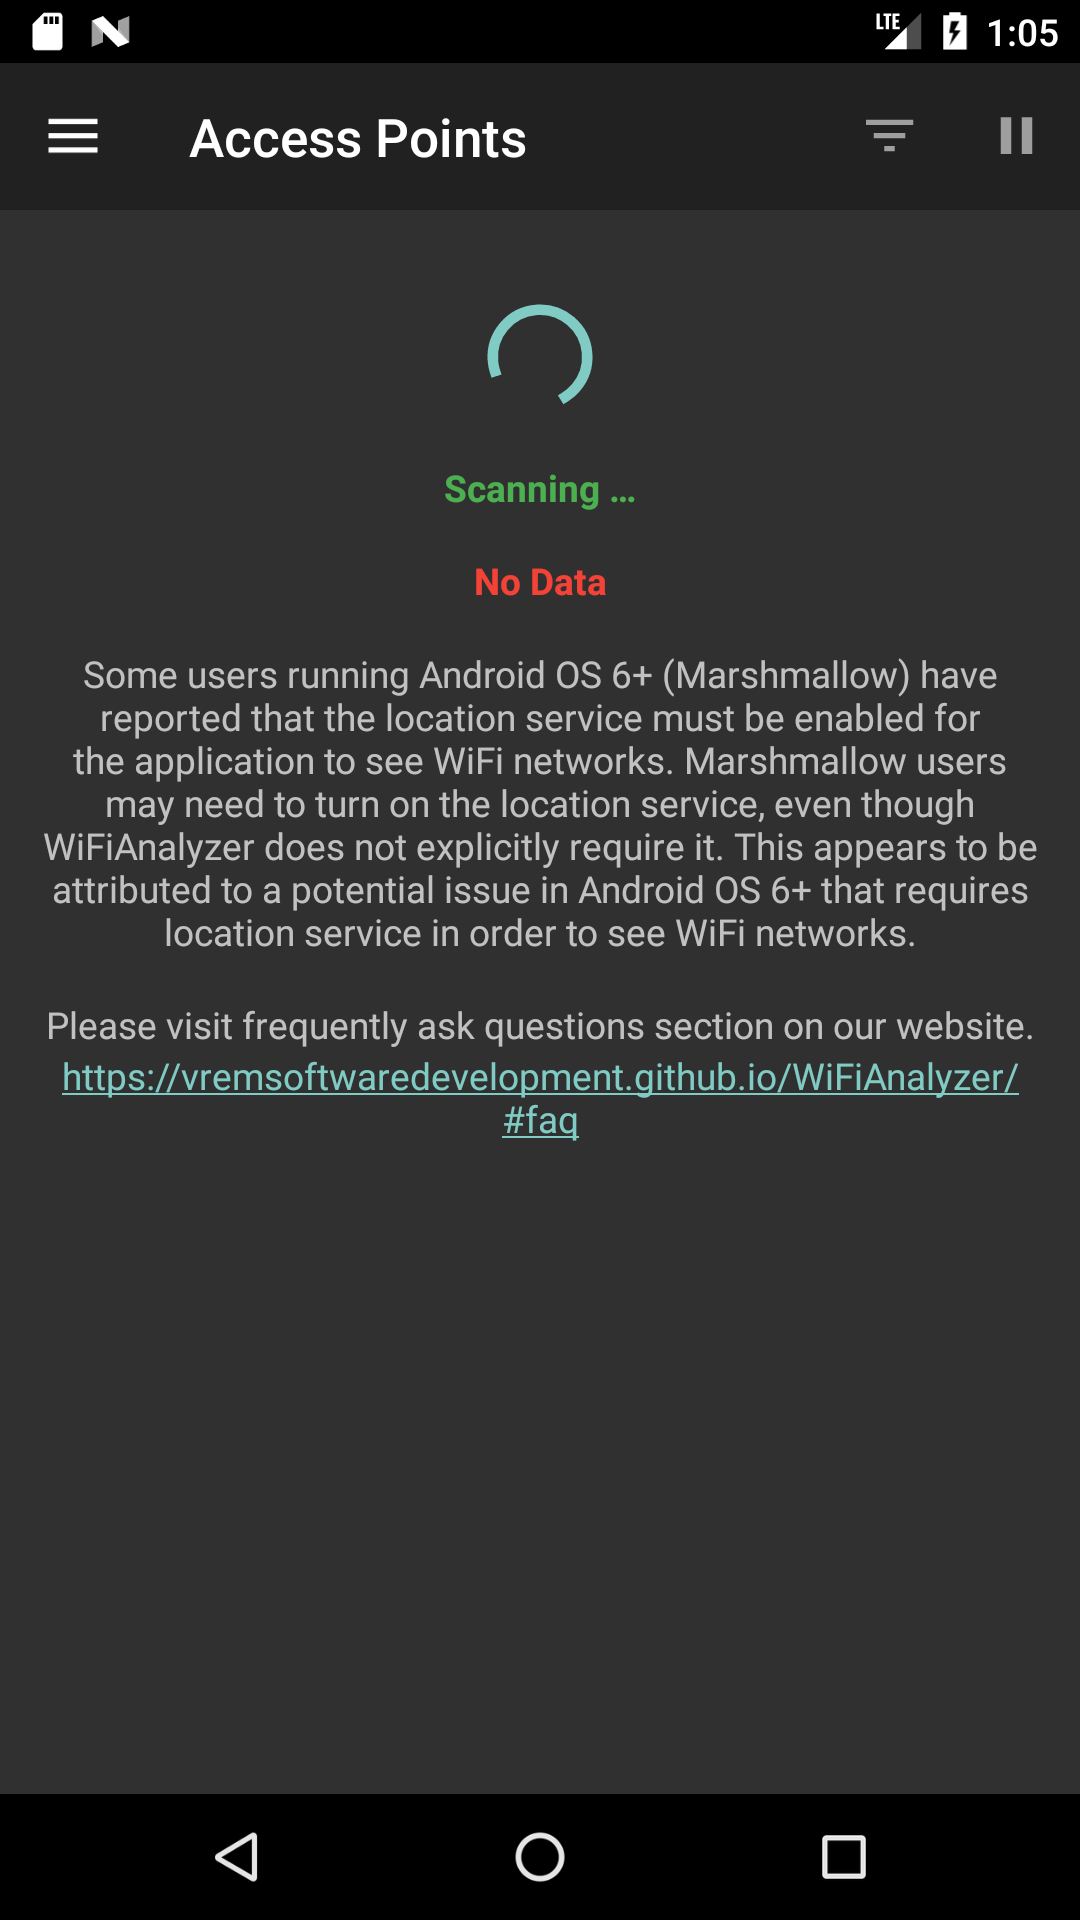 LTE 1:05
Access Points
Scanning ...
No Data
Some users running Android OS 6+ (Marshmallow) have
reported that the location service must be enabled for
the application to see WiFi networks. Marshmallow users
may need to turn on the location service, even though
WiFiAnalyzer does not explicitly require it. This appears to be
attributed to a potential issue in Android OS 6+ that requires
location service in order to see WiFi networks.
Please visit frequently ask questions section on our website.
https://vremsoftwaredevelopment.github.io/WiFiAnalyzer/
#faq